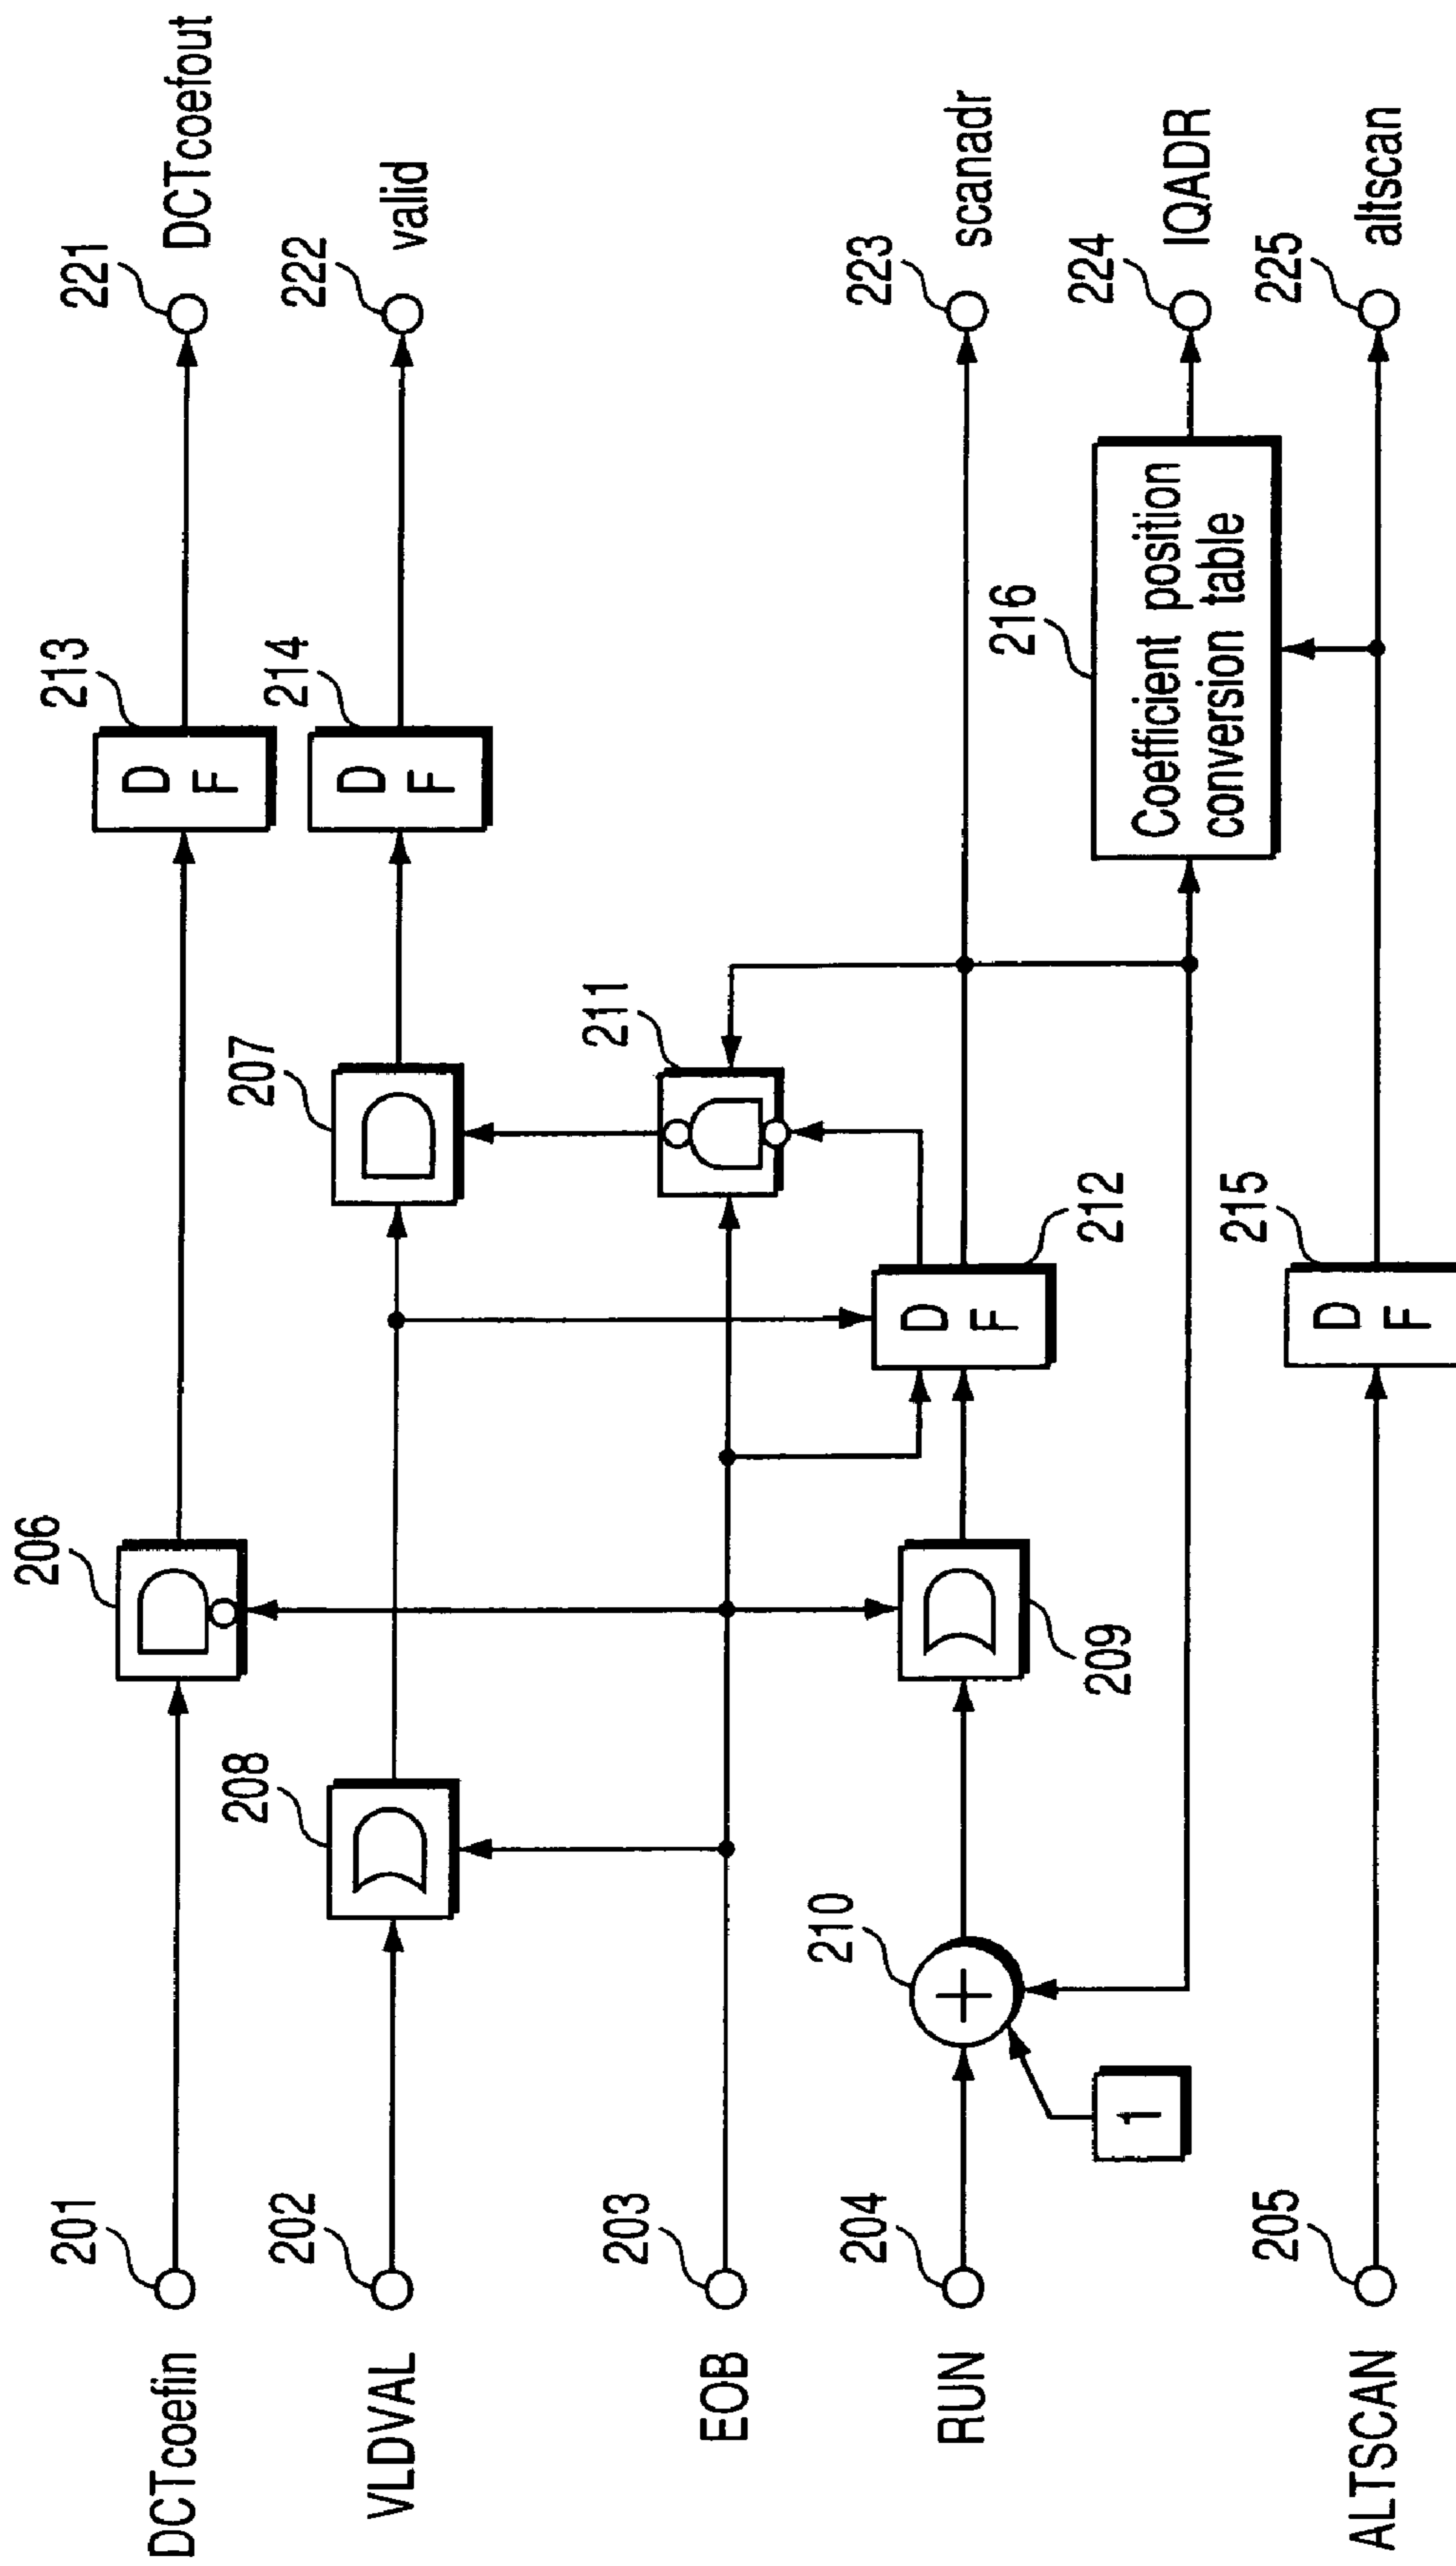 DCTcoefin
201
206
213
221
DCTcoefout
VLDVAL
202
208
207
D
F
214
222
valid
D
F
EOB
203
211
RUN
204
210
1
209
D
F
212
223
scanadr
216
Coefficient position
conversion table
224
IQADR
ALTSCAN
205
215
D
F
225
altscan